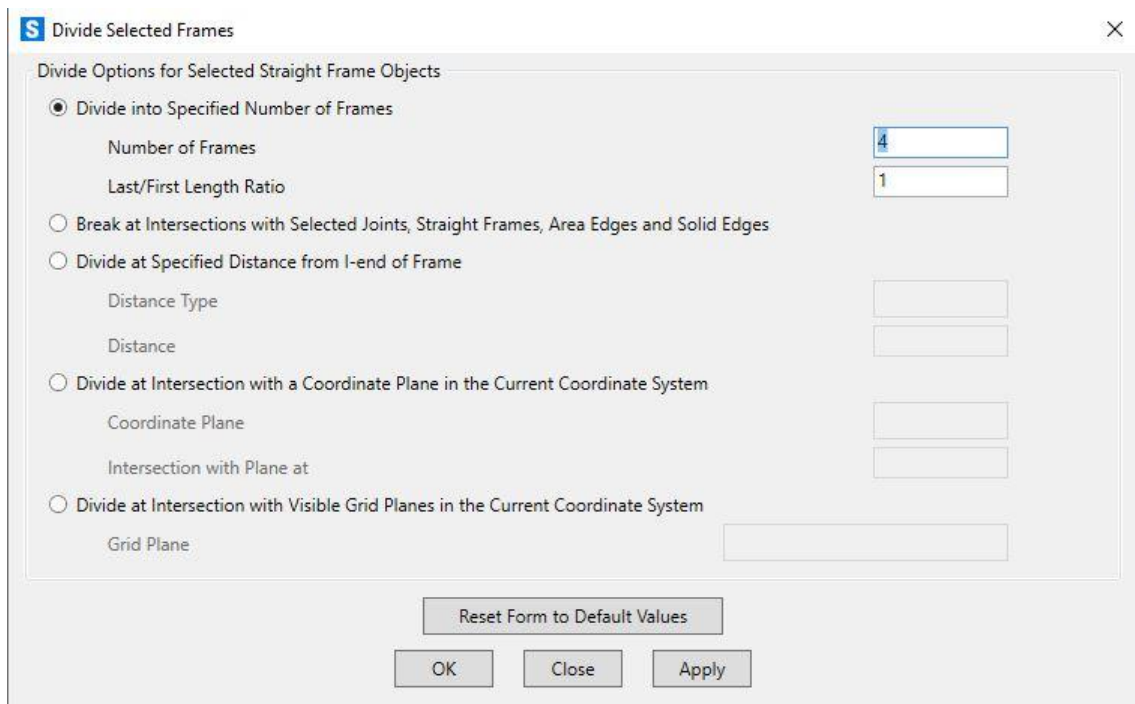 S Divide Selected Frames
Divide Options for Selected Straight Frame Objects
Divide into Specified Number of Frames
Number of Frames 4
Last/First Length Ratio 1
Break at Intersections with Selected Joints, Straight Frames, Area Edges and Solid Edges
Divide at Specified Distance from I-end of Frame
Distance Type
Distance
Divide at Intersection with a Coordinate Plane in the Current Coordinate System
Coordinate Plane
Intersection with Plane at
Divide at Intersection with Visible Grid Planes in the Current Coordinate System
Grid Plane
Reset Form to Default Values
OK Close Apply